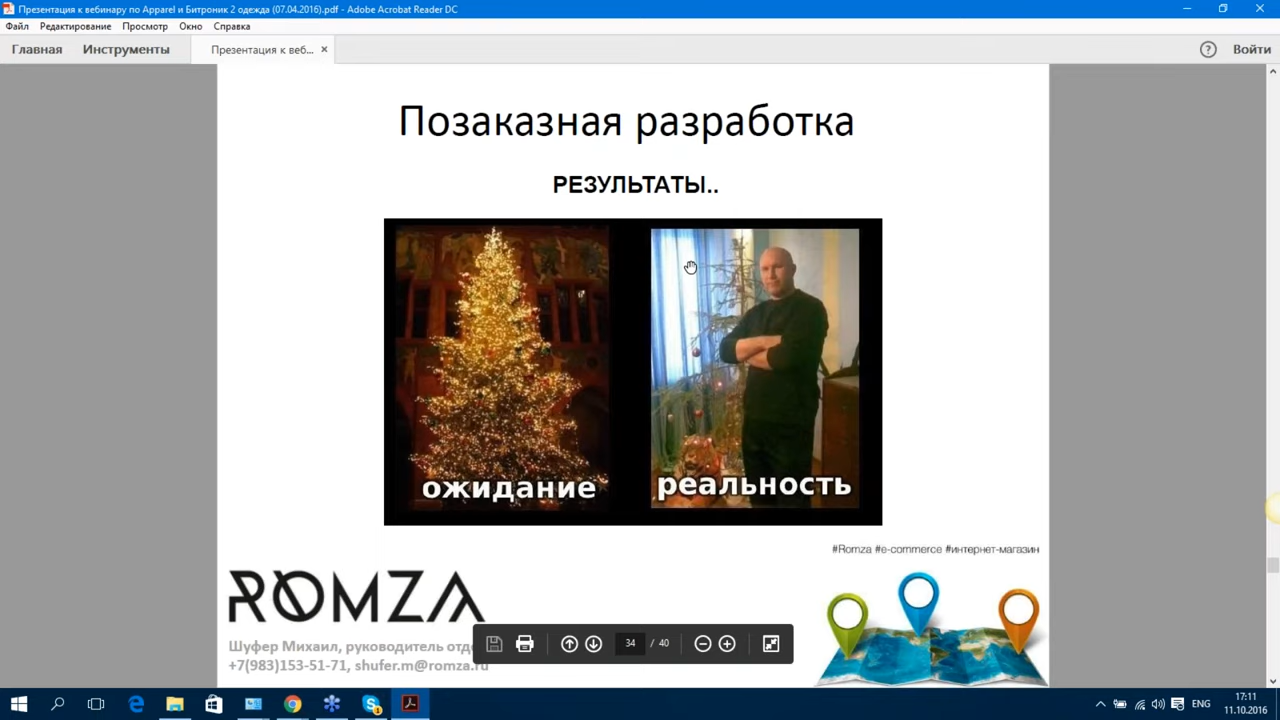 Презентация к вебинару по Apparel и Битроник 2 одежда (07.04.2016).pdf - Adobe Acrobat Reader DC
Файл Редактирование Просмотр Окно Справка
Главная Инструменты Презентация к веб... × Войти
Позаказная разработка
РЕЗУЛЬТАТЫ..
ожидание реальность
#Romza #e-commerce #интернет-магазин
ROMZA
Шуфер Михаил, руководитель
+7(983)153-51-71, shufer.m@romza.ru
34 / 40
17:11
ENG
11.10.2016